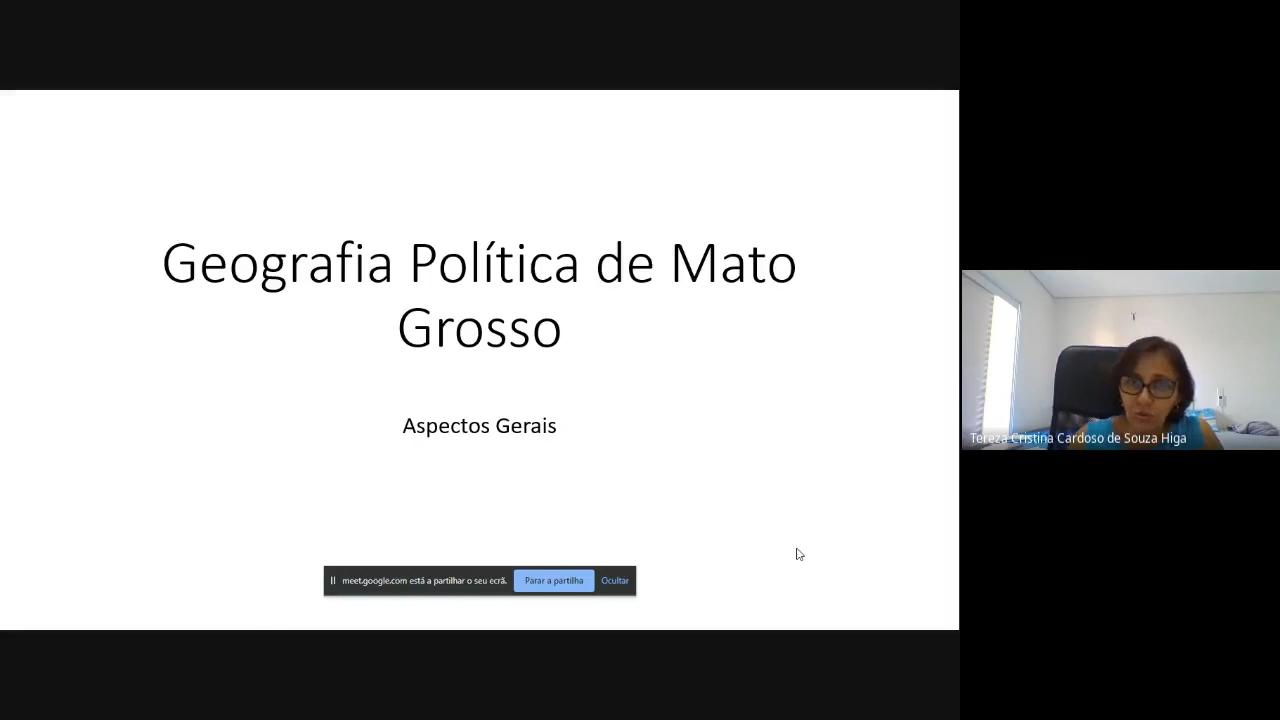 Geografia Política de Mato
Grosso
Aspectos Gerais
meet.google.com está a partilhar o seu ecrã. Parar a partilha Ocultar
Tereza Cristina Cardoso de Souza Higa